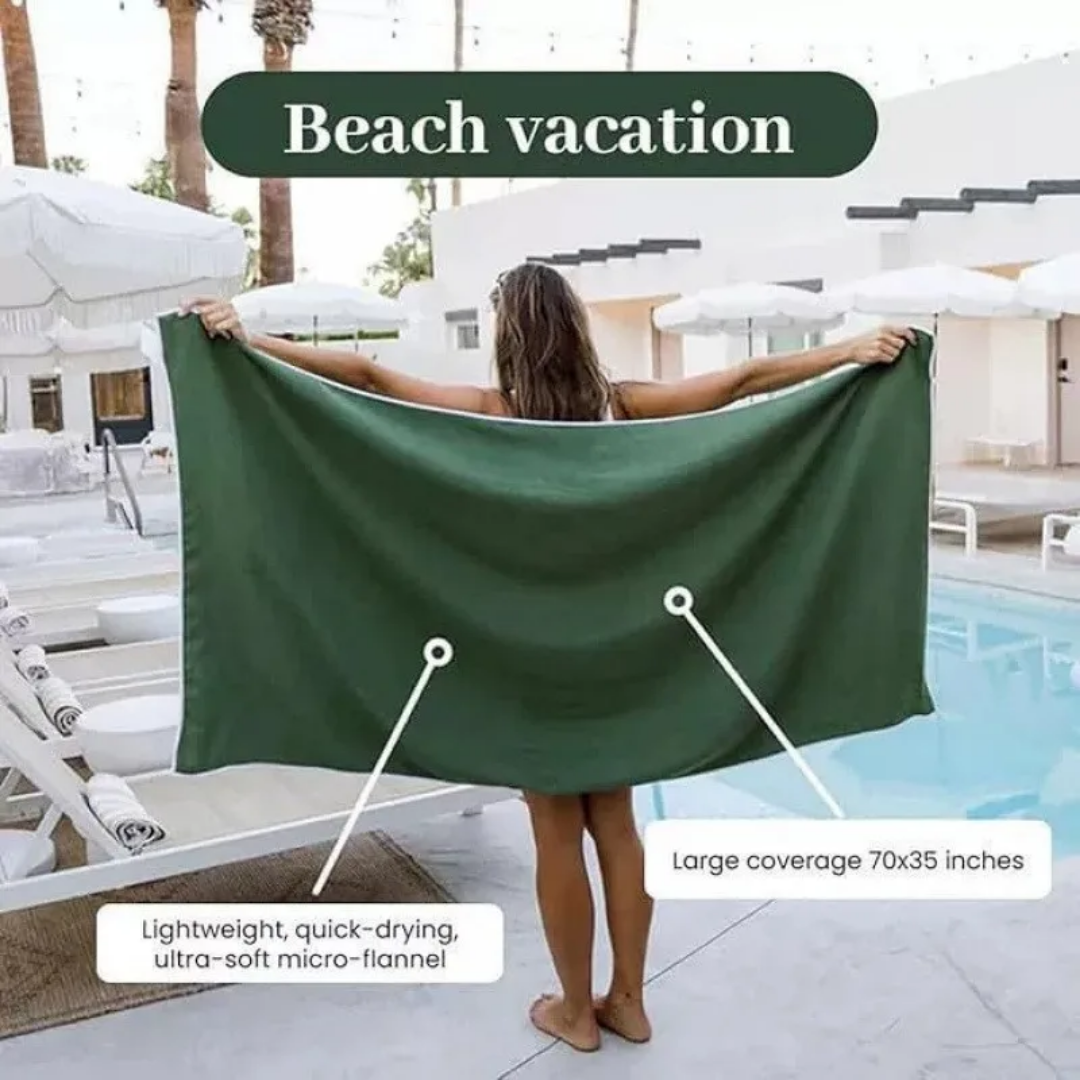 Beach vacation
Large coverage 70x35 inches
Lightweight, quick-drying,
ultra-soft micro-flannel